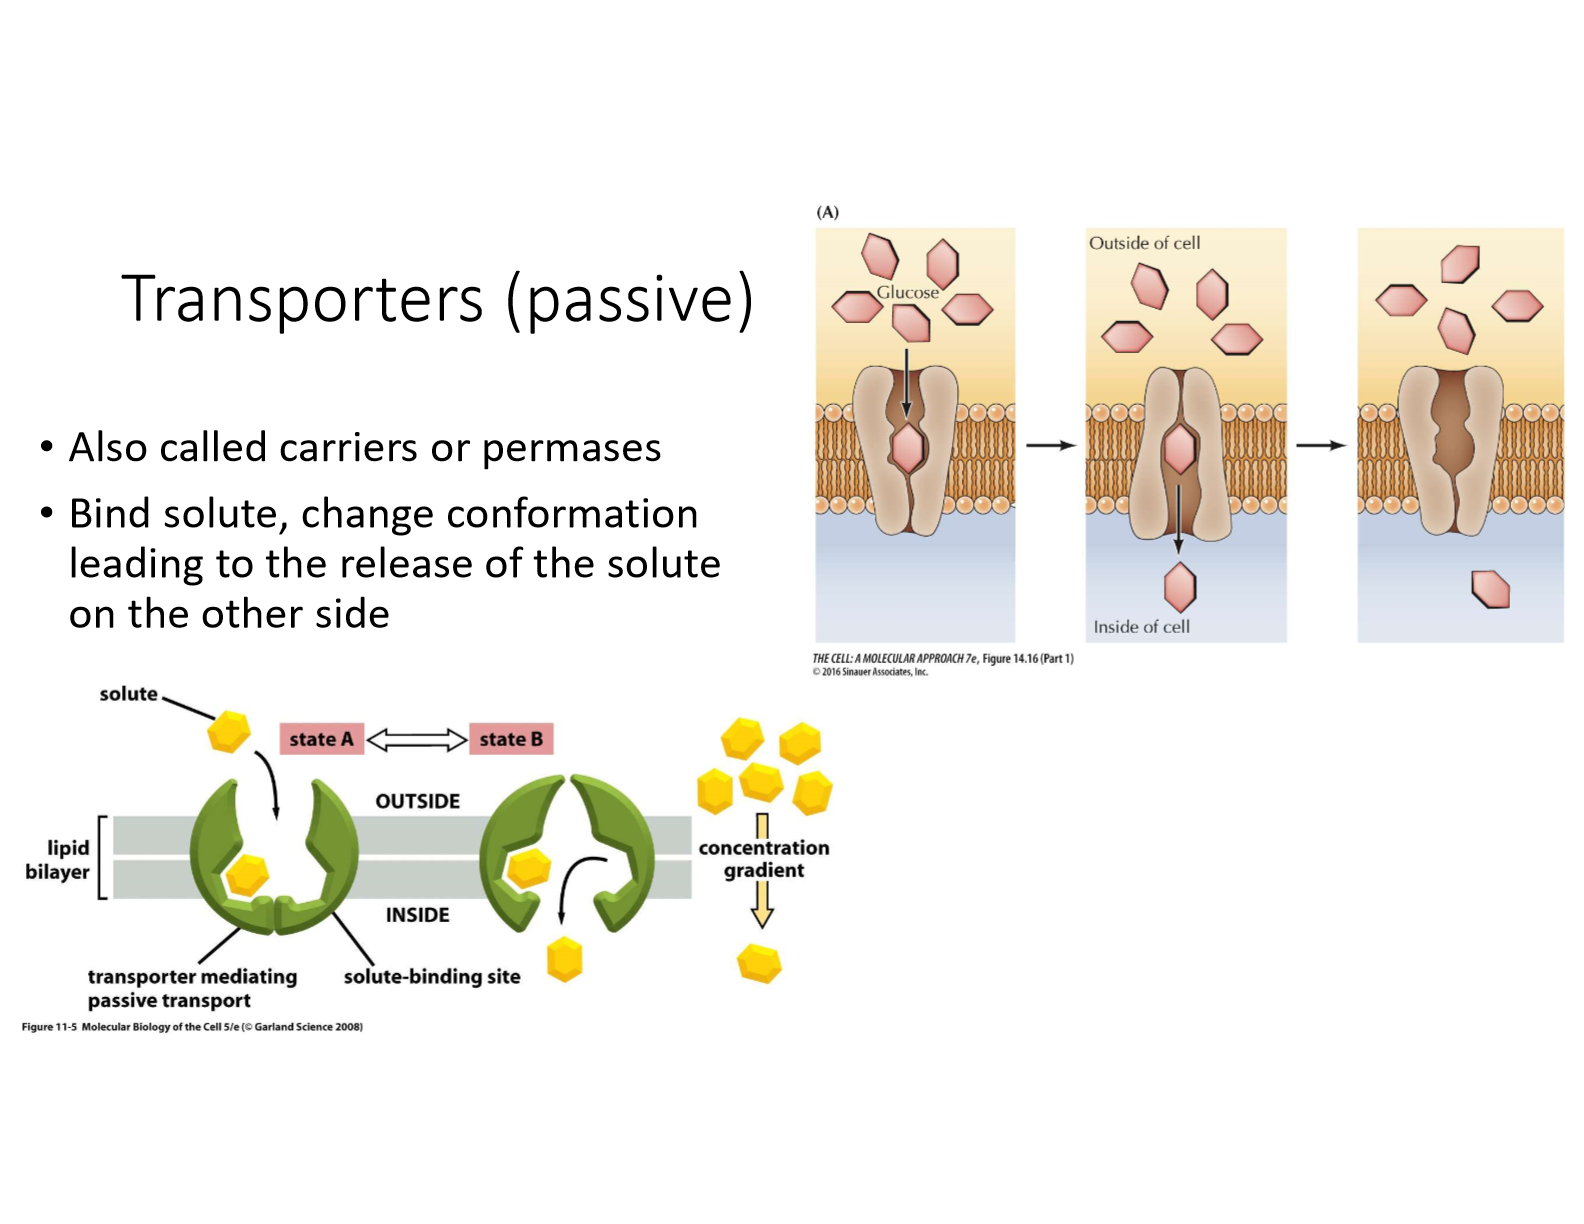 Transporters (passive)
• Also called carriers or permases
• Bind solute, change conformation
leading to the release of the solute
on the other side
(A)
Glucose
Outside of cell
Inside of cell
THE CELL: A MOLECULAR APPROACH 7e, Figure 14.16 (Part 1)
© 2016 Sinauer Associates, Inc.
solute
state A
state B
OUTSIDE
lipid
bilayer
concentration
gradient
INSIDE
transporter mediating
passive transport
solute-binding site
Figure 11-5 Molecular Biology of the Cell 5/e (© Garland Science 2008)